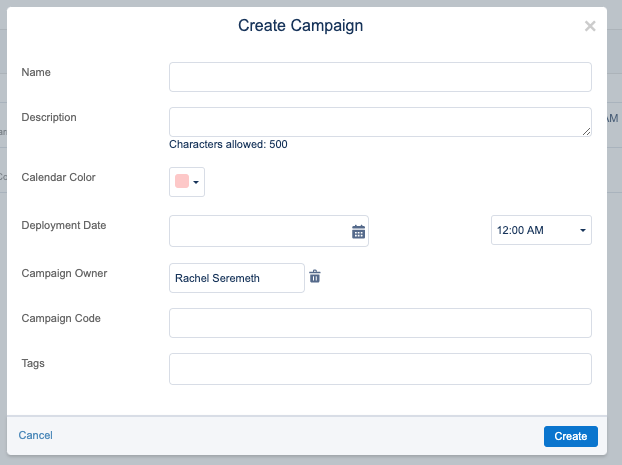 Create Campaign
Name
Description
Characters allowed: 500
Calendar Color
Deployment Date
12:00 AM
Campaign Owner
Rachel Seremeth
Campaign Code
Tags
Cancel
Create
AM